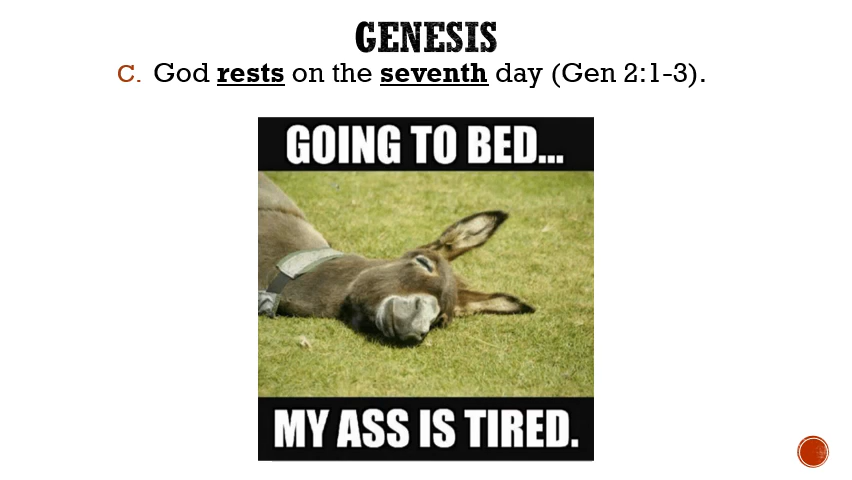 GENESIS
C. God rests on the seventh day (Gen 2:1-3).
GOING TO BED...
MY ASS IS TIRED.